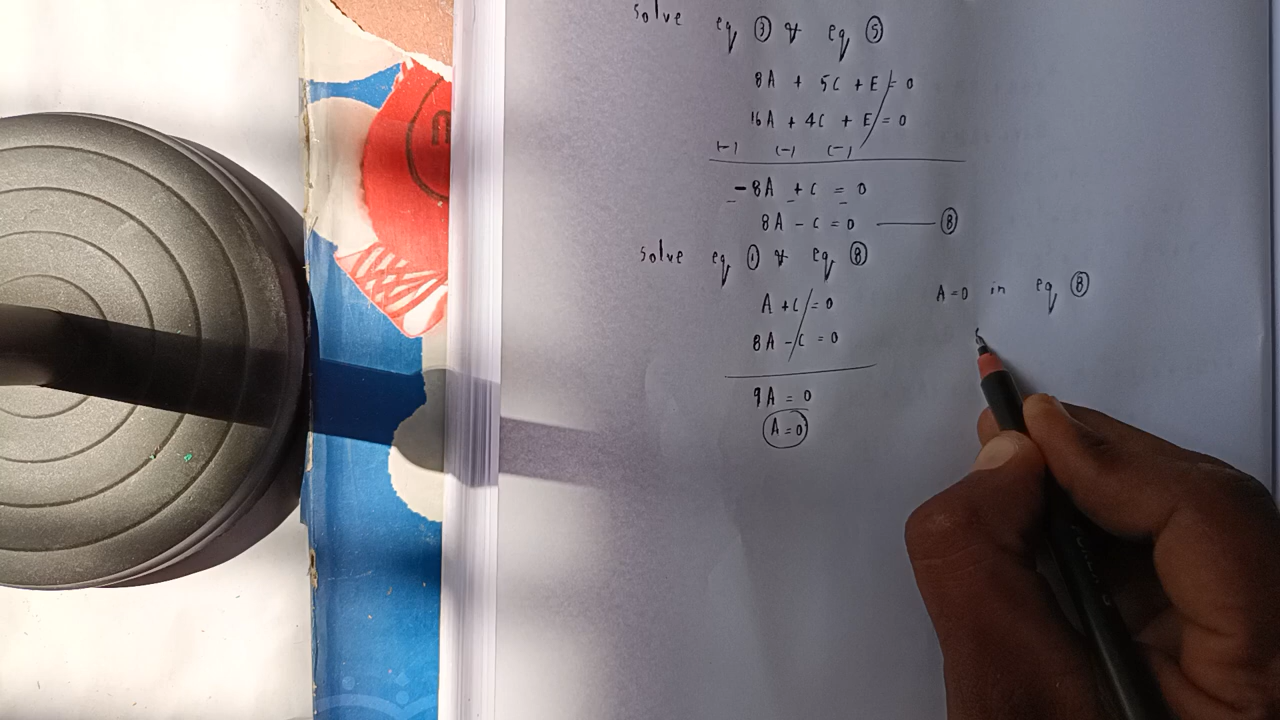 solve eq ③ & eq ⑤
8A + 5C + E = 0
16A + 4C + E = 0
(-) (-) (-)
-8A + C = 0
8A - C = 0 —— ⑧
solve eq ① & eq ⑧
A + C = 0
8A - C = 0
9A = 0
A = 0
A = 0 in eq ⑧